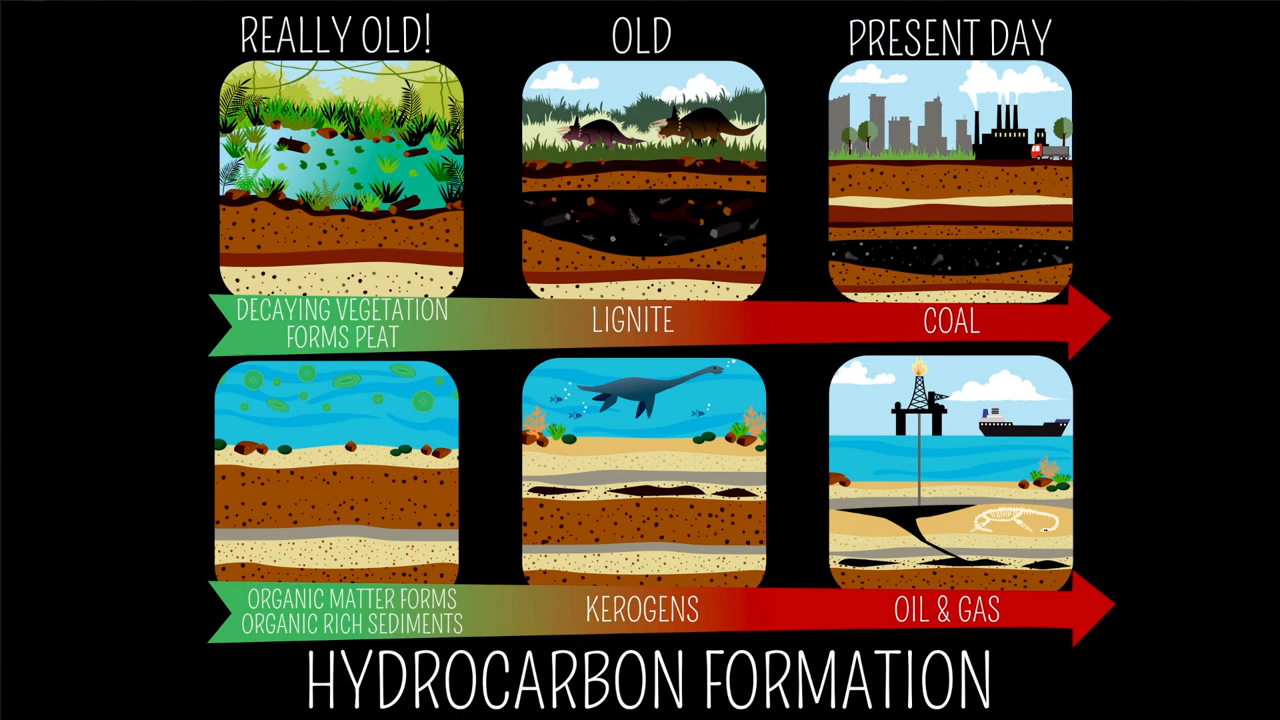 REALLY OLD!
OLD
PRESENT DAY
DECAYING VEGETATION
FORMS PEAT
LIGNITE
COAL
ORGANIC MATTER FORMS
ORGANIC RICH SEDIMENTS
KEROGENS
OIL & GAS
HYDROCARBON FORMATION